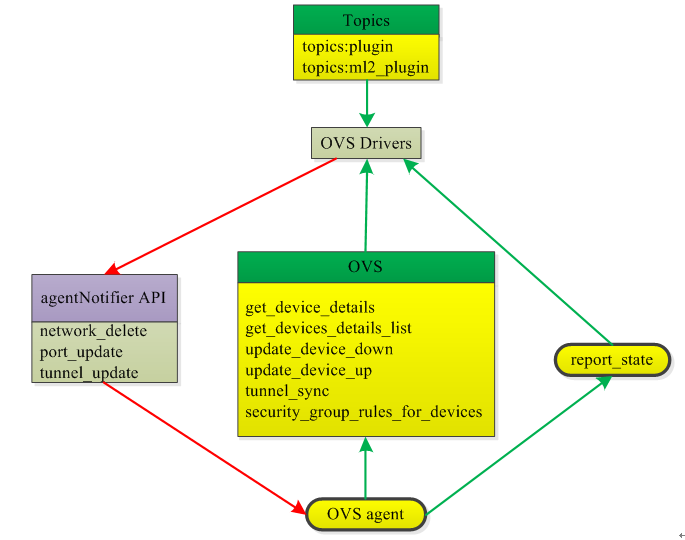 Topics
topics:plugin
topics:ml2_plugin
OVS Drivers
agentNotifier API
network_delete
port_update
tunnel_update
OVS
get_device_details
get_devices_details_list
update_device_down
update_device_up
tunnel_sync
security_group_rules_for_devices
report_state
OVS agent